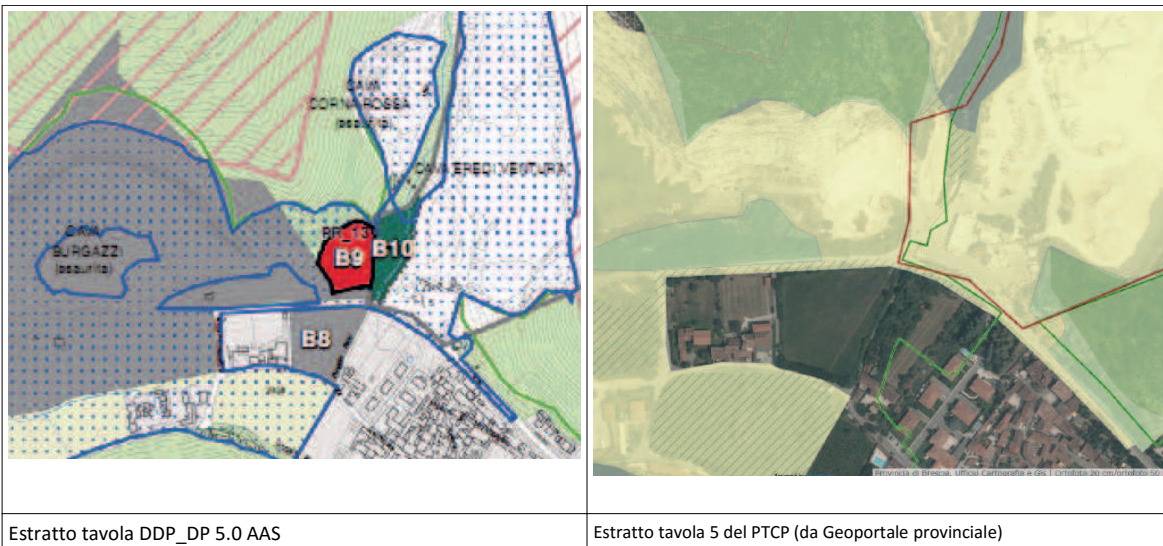 CAVA
CORNA ROSSA
(esaurita)
CAVA EREDI VENTURA
CAVA
BURGAZZI
(esaurita)
BR_13
B9
B10
B8
Provincia di Brescia, Ufficio Cartografia e Gis | Ortofoto 20 cm/ortofoto 50
Estratto tavola DDP_DP 5.0 AAS
Estratto tavola 5 del PTCP (da Geoportale provinciale)